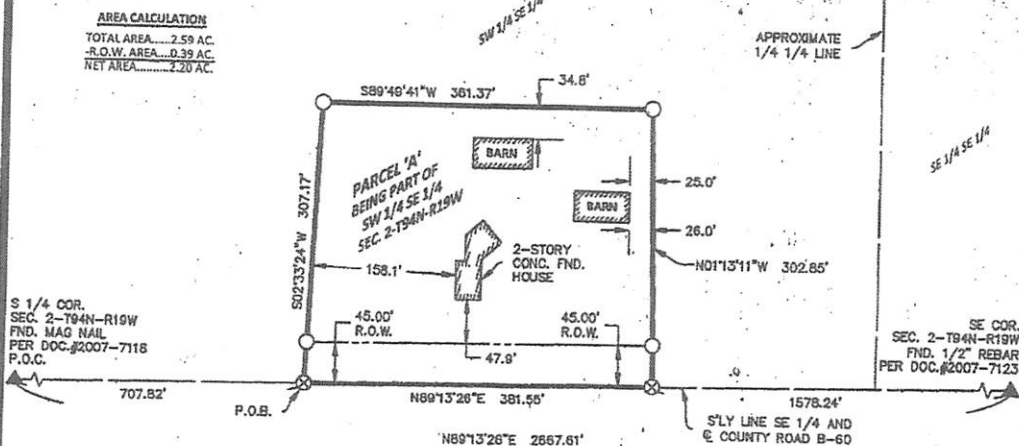 AREA CALCULATION
TOTAL AREA.....2.59 AC.
-R.O.W. AREA....0.39 AC.
NET AREA..........2.20 AC.
SW 1/4 SE 1/4
APPROXIMATE
1/4 1/4 LINE
SE 1/4 SE 1/4
S89°49'41"W 361.37'
34.8'
BARN
BARN
25.0'
26.0'
PARCEL 'A'
BEING PART OF
SW 1/4 SE 1/4
SEC. 2-T94N-R19W
S02°33'24"W 307.17'
N01°13'11"W 302.85'
158.1'
2-STORY
CONC. FND.
HOUSE
45.00'
R.O.W.
45.00'
R.O.W.
47.9'
S 1/4 COR.
SEC. 2-T94N-R19W
FND. MAG NAIL
PER DOC.#2007-7118
P.O.C.
SE COR.
SEC. 2-T94N-R19W
FND. 1/2" REBAR
PER DOC.#2007-7123
707.82'
P.O.B.
N89°13'26"E 381.55'
1578.24'
S'LY LINE SE 1/4 AND
℄ COUNTY ROAD B-60
N89°13'26"E 2667.61'